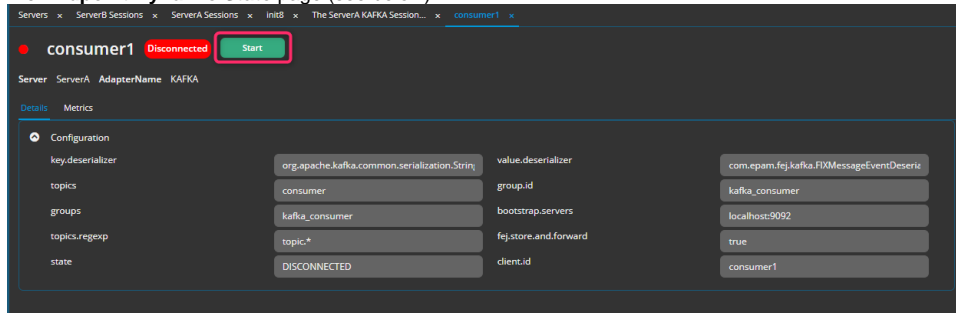 Servers x ServerB Sessions x ServerA Sessions x init8 x The ServerA KAFKA Session... x consumer1 x
consumer1 Disconnected Start
Server ServerA AdapterName KAFKA
Details Metrics
Configuration
key.deserializer org.apache.kafka.common.serialization.String value.deserializer com.epam.fej.kafka.FIXMessageEventDeseria
topics consumer group.id kafka_consumer
groups kafka_consumer bootstrap.servers localhost:9092
topics.regexp topic.* fej.store.and.forward true
state DISCONNECTED client.id consumer1